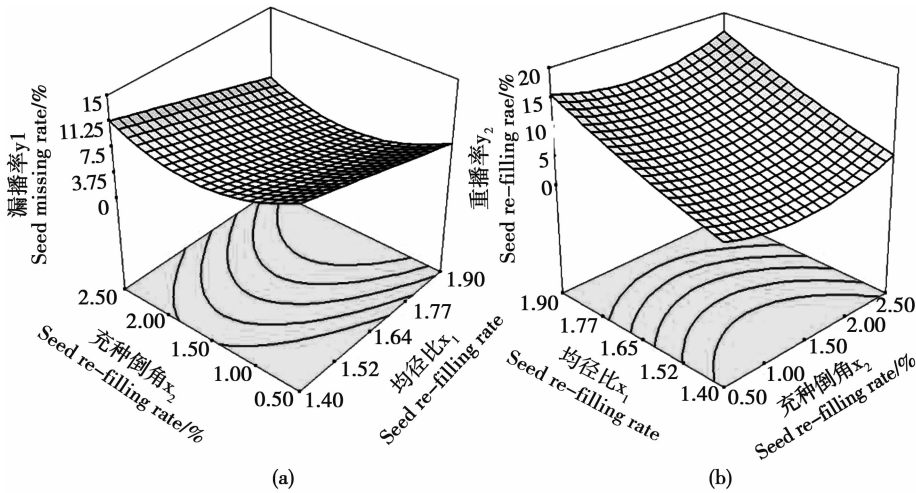 15
11.25
7.5
3.75
0
漏播率y1
Seed missing rate/%
2.50
2.00
1.50
1.00
0.50
充种倒角x2
Seed re-filling rate/%
1.40
1.52
1.64
1.77
1.90
均径比x1
Seed re-filling rate
(a)
20
15
10
5
0
重播率y2
Seed re-filling rae/%
1.90
1.77
1.65
1.52
1.40
均径比x1
Seed re-filling rate
0.50
1.00
1.50
2.00
2.50
充种倒角x2
Seed re-filling rate/%
(b)